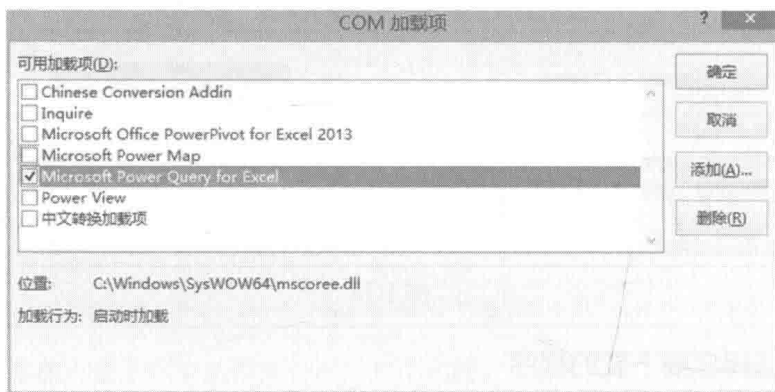 COM 加载项
?
×
可用加载项(D):
Chinese Conversion Addin
Inquire
Microsoft Office PowerPivot for Excel 2013
Microsoft Power Map
Microsoft Power Query for Excel
Power View
中文转换加载项
确定
取消
添加(A)...
删除(R)
位置: C:\Windows\SysWOW64\mscoree.dll
加载行为: 启动时加载